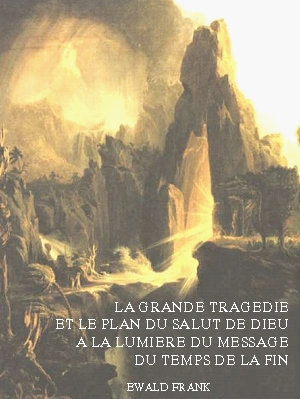 LA GRANDE TRAGEDIE
ET LE PLAN DU SALUT DE DIEU
A LA LUMIERE DU MESSAGE
DU TEMPS DE LA FIN
EWALD FRANK